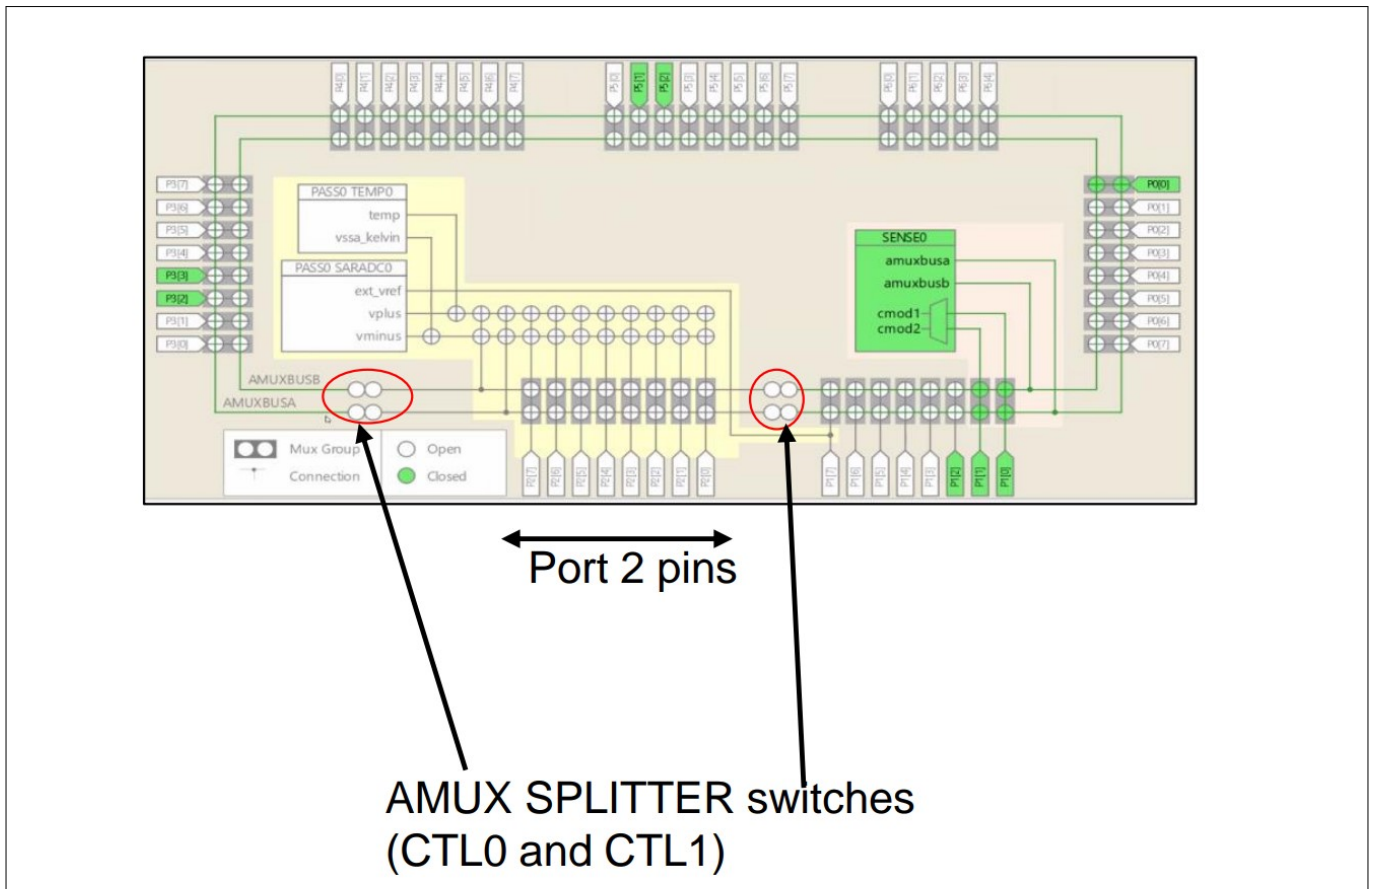 P4[0] P4[1] P4[2] P4[3] P4[4] P4[5] P4[6] P4[7] P5[0] P5[1] P5[2] P5[3] P5[4] P5[5] P5[6] P5[7] P6[0] P6[1] P6[2] P6[3] P6[4]
P3[7]
P3[6]
P3[5]
P3[4]
P3[3]
P3[2]
P3[1]
P3[0]
PASS0 TEMP0
temp
vssa_kelvin
PASS0 SARADC0
ext_vref
vplus
vminus
SENSE0
amuxbusa
amuxbusb
cmod1
cmod2
P0[0]
P0[1]
P0[2]
P0[3]
P0[4]
P0[5]
P0[6]
P0[7]
AMUXBUSB
AMUXBUSA
Mux Group Open
Connection Closed
P2[7] P2[6] P2[5] P2[4] P2[3] P2[2] P2[1] P2[0] P1[7] P1[6] P1[5] P1[4] P1[3] P1[2] P1[1] P1[0]
Port 2 pins
AMUX SPLITTER switches
(CTL0 and CTL1)